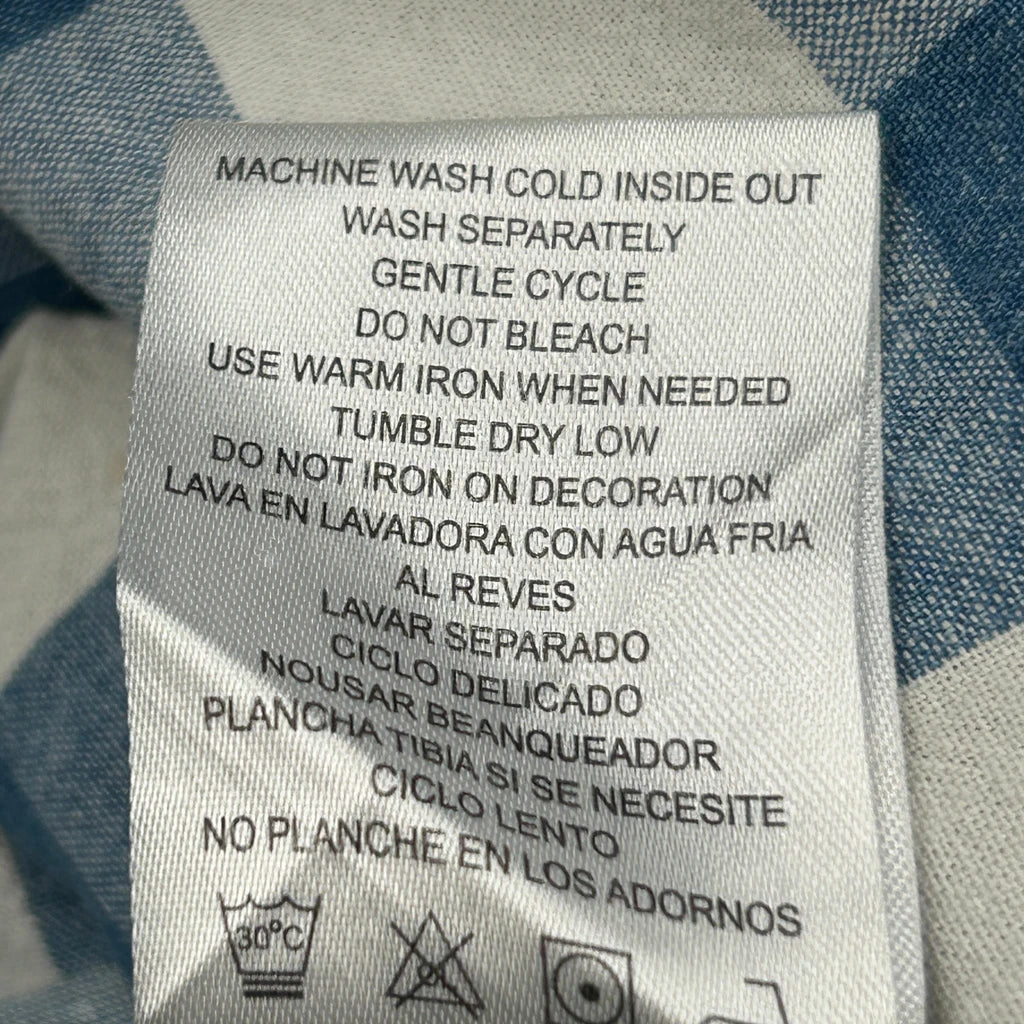 MACHINE WASH COLD INSIDE OUT
WASH SEPARATELY
GENTLE CYCLE
DO NOT BLEACH
USE WARM IRON WHEN NEEDED
TUMBLE DRY LOW
DO NOT IRON ON DECORATION
LAVA EN LAVADORA CON AGUA FRIA
AL REVES
LAVAR SEPARADO
CICLO DELICADO
NOUSAR BEANQUEADOR
PLANCHA TIBIA SI SE NECESITE
CICLO LENTO
NO PLANCHE EN LOS ADORNOS
30°C